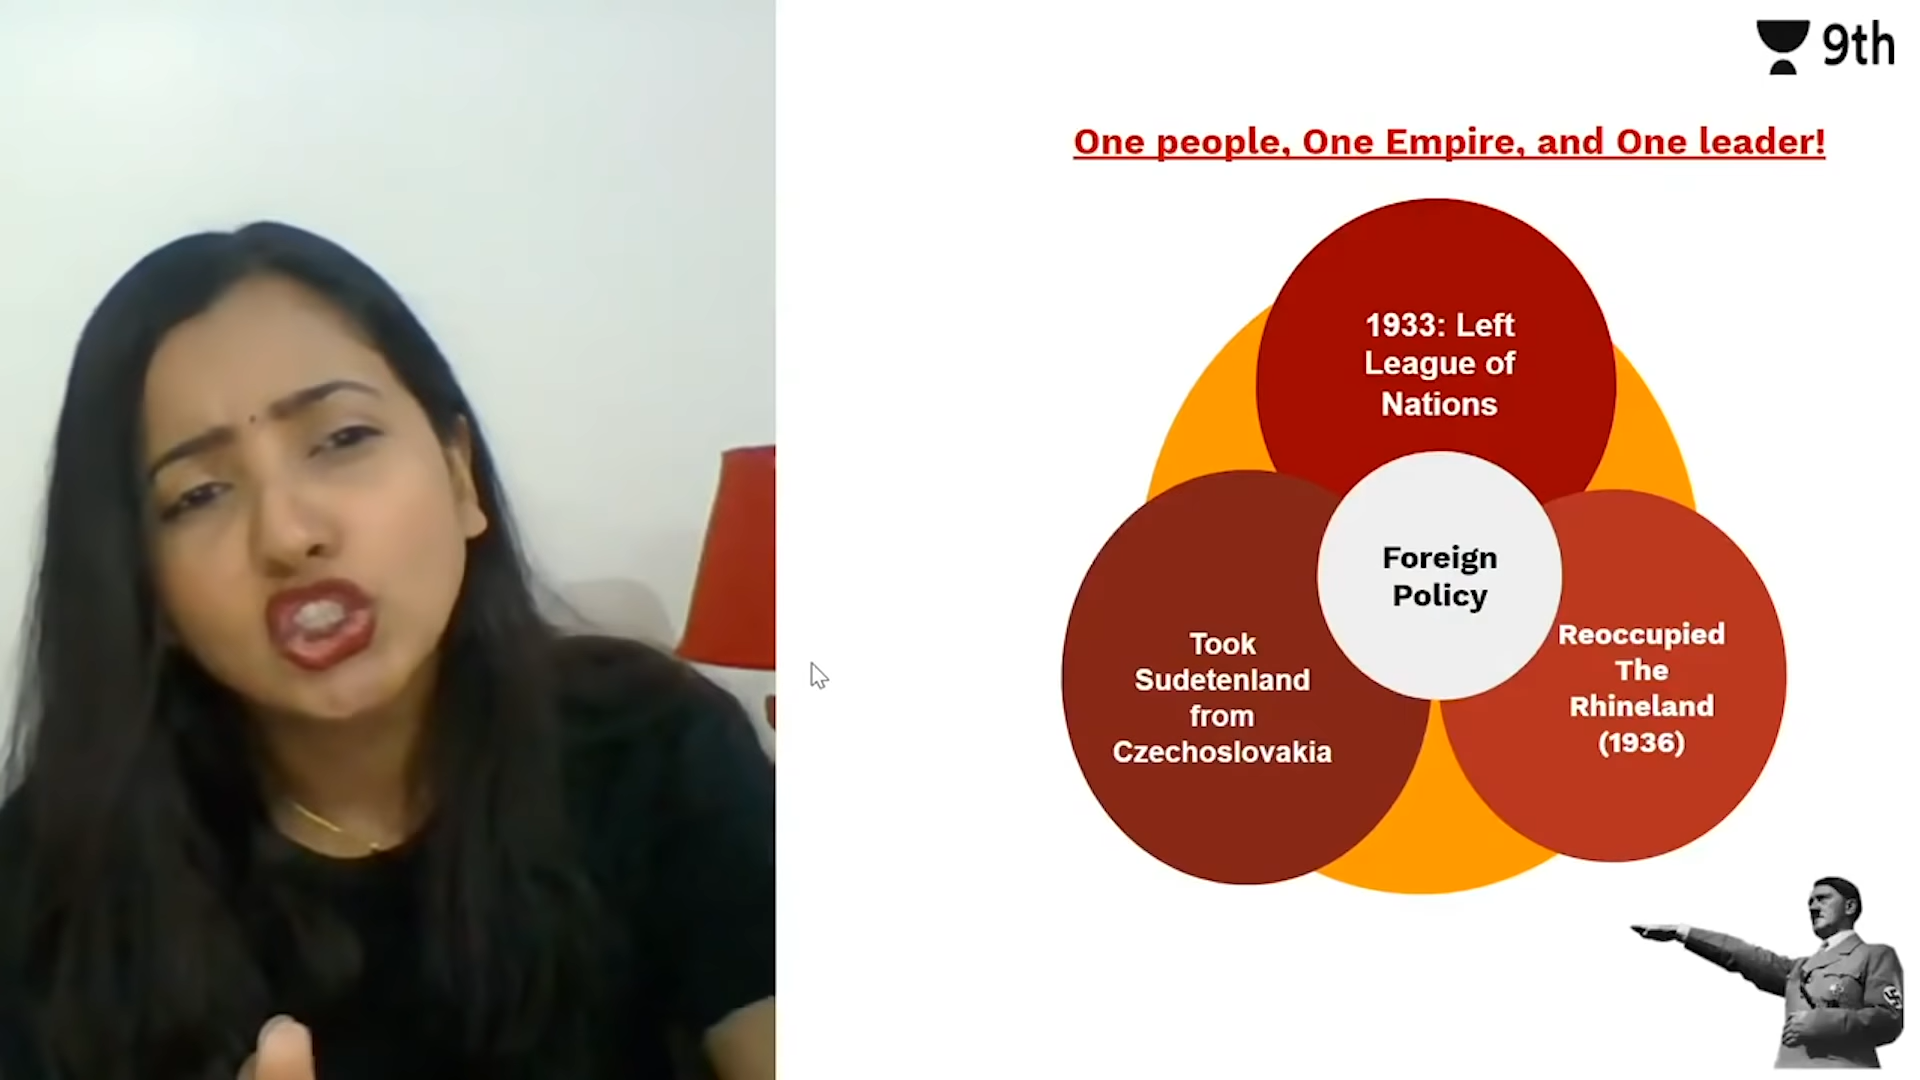 9th
One people, One Empire, and One leader!
1933: Left
League of
Nations
Foreign
Policy
Took
Sudetenland
from
Czechoslovakia
Reoccupied
The
Rhineland
(1936)